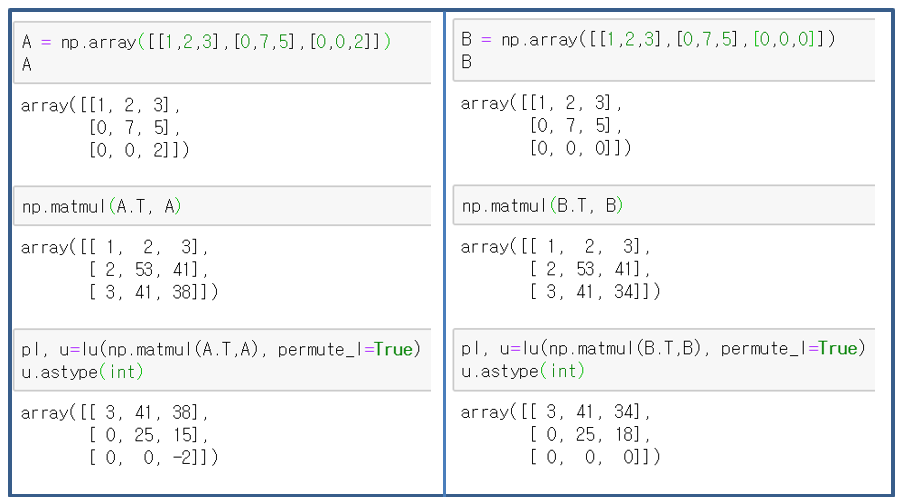 A = np.array([[1,2,3],[0,7,5],[0,0,2]])
A
array([[1, 2, 3],
[0, 7, 5],
[0, 0, 2]])
np.matmul(A.T, A)
array([[ 1,  2,  3],
[ 2, 53, 41],
[ 3, 41, 38]])
pl, u=lu(np.matmul(A.T,A), permute_l=True)
u.astype(int)
array([[ 3, 41, 38],
[ 0, 25, 15],
[ 0,  0, -2]])
B = np.array([[1,2,3],[0,7,5],[0,0,0]])
B
array([[1, 2, 3],
[0, 7, 5],
[0, 0, 0]])
np.matmul(B.T, B)
array([[ 1,  2,  3],
[ 2, 53, 41],
[ 3, 41, 34]])
pl, u=lu(np.matmul(B.T,B), permute_l=True)
u.astype(int)
array([[ 3, 41, 34],
[ 0, 25, 18],
[ 0,  0,  0]])